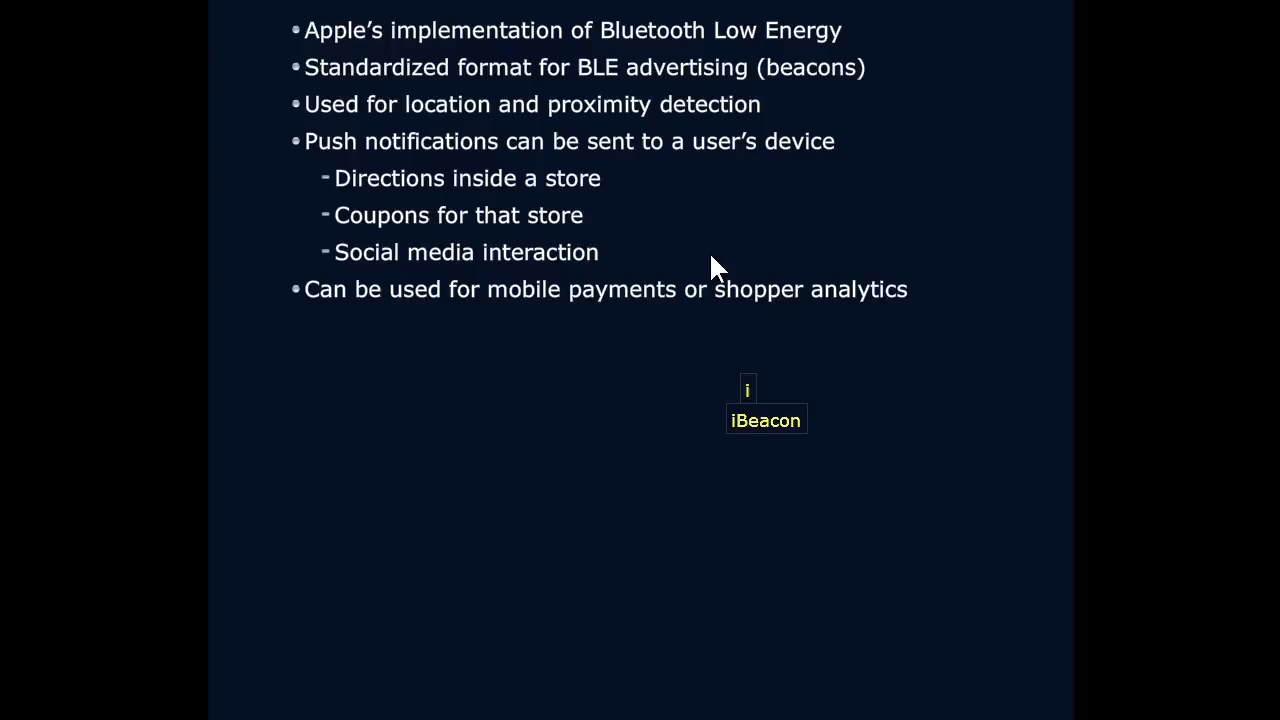 •Apple’s implementation of Bluetooth Low Energy
•Standardized format for BLE advertising (beacons)
•Used for location and proximity detection
•Push notifications can be sent to a user’s device
-Directions inside a store
-Coupons for that store
-Social media interaction
•Can be used for mobile payments or shopper analytics
i
iBeacon